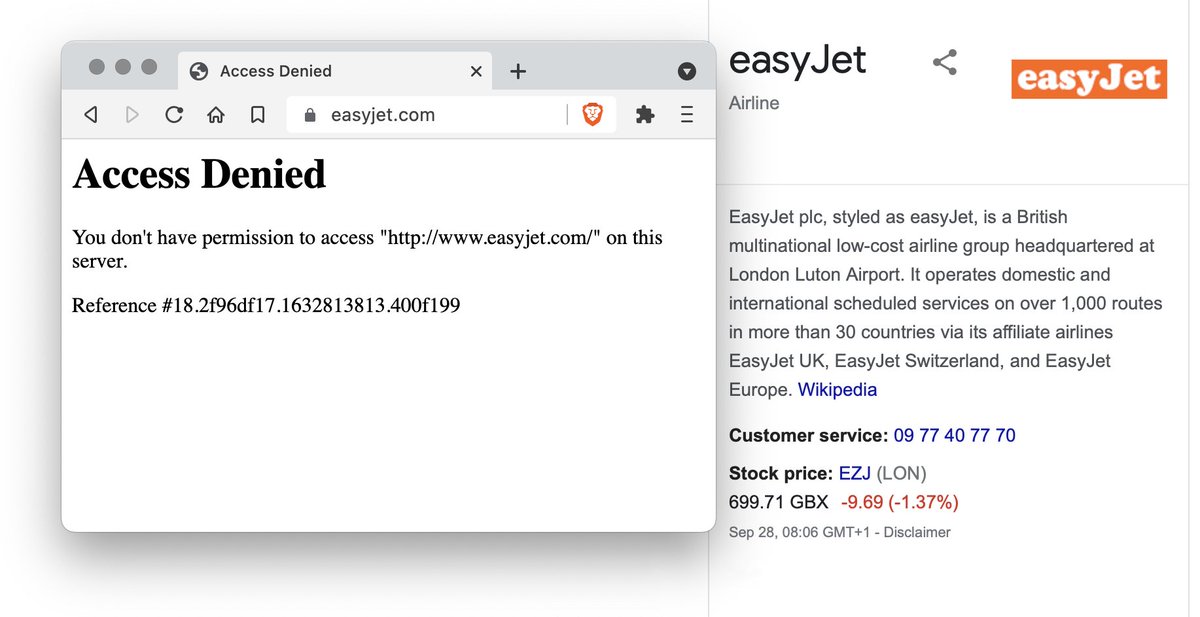 Access Denied
easyjet.com
Access Denied
You don't have permission to access "http://www.easyjet.com/" on this
server.
Reference #18.2f96df17.1632813813.400f199
easyJet
easyJet
Airline
EasyJet plc, styled as easyJet, is a British
multinational low-cost airline group headquartered at
London Luton Airport. It operates domestic and
international scheduled services on over 1,000 routes
in more than 30 countries via its affiliate airlines
EasyJet UK, EasyJet Switzerland, and EasyJet
Europe. Wikipedia
Customer service: 09 77 40 77 70
Stock price: EZJ (LON)
699.71 GBX -9.69 (-1.37%)
Sep 28, 08:06 GMT+1 - Disclaimer